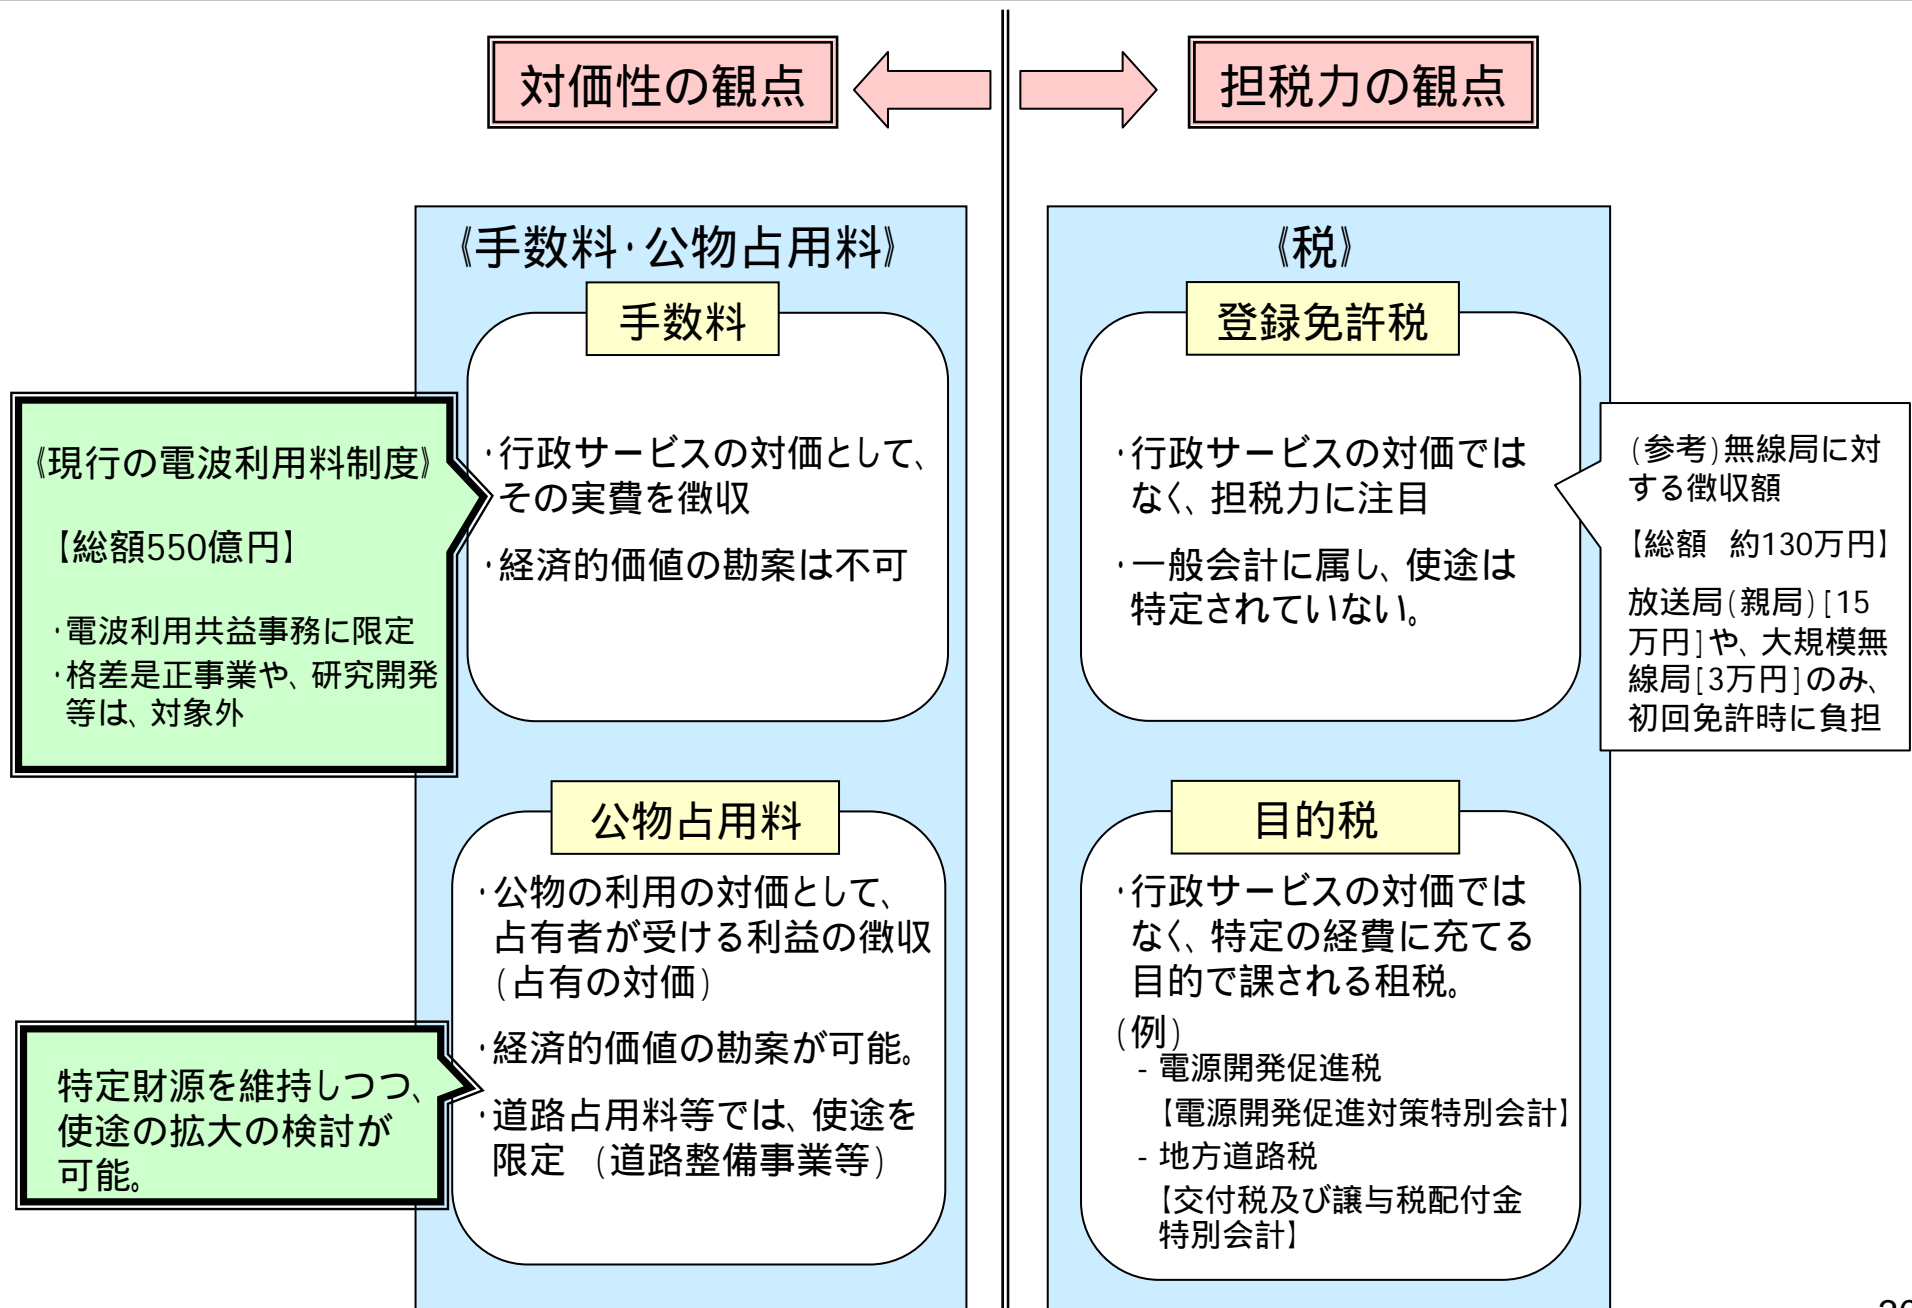 対価性の観点
担税力の観点
《手数料・公物占用料》
手数料
・行政サービスの対価として、
その実費を徴収
・経済的価値の勘案は不可
《現行の電波利用料制度》
【総額550億円】
・電波利用共益事務に限定
・格差是正事業や、研究開発
等は、対象外
公物占用料
・公物の利用の対価として、
占有者が受ける利益の徴収
(占有の対価)
・経済的価値の勘案が可能。
・道路占用料等では、使途を
限定　(道路整備事業等)
特定財源を維持しつつ、
使途の拡大の検討が
可能。
《税》
登録免許税
・行政サービスの対価では
なく、担税力に注目
・一般会計に属し、使途は
特定されていない。
(参考)無線局に対
する徴収額
【総額　約130万円】
放送局(親局)[15
万円]や、大規模無
線局[3万円]のみ、
初回免許時に負担
目的税
・行政サービスの対価では
なく、特定の経費に充てる
目的で課される租税。
(例)
- 電源開発促進税
【電源開発促進対策特別会計】
- 地方道路税
【交付税及び譲与税配付金
特別会計】